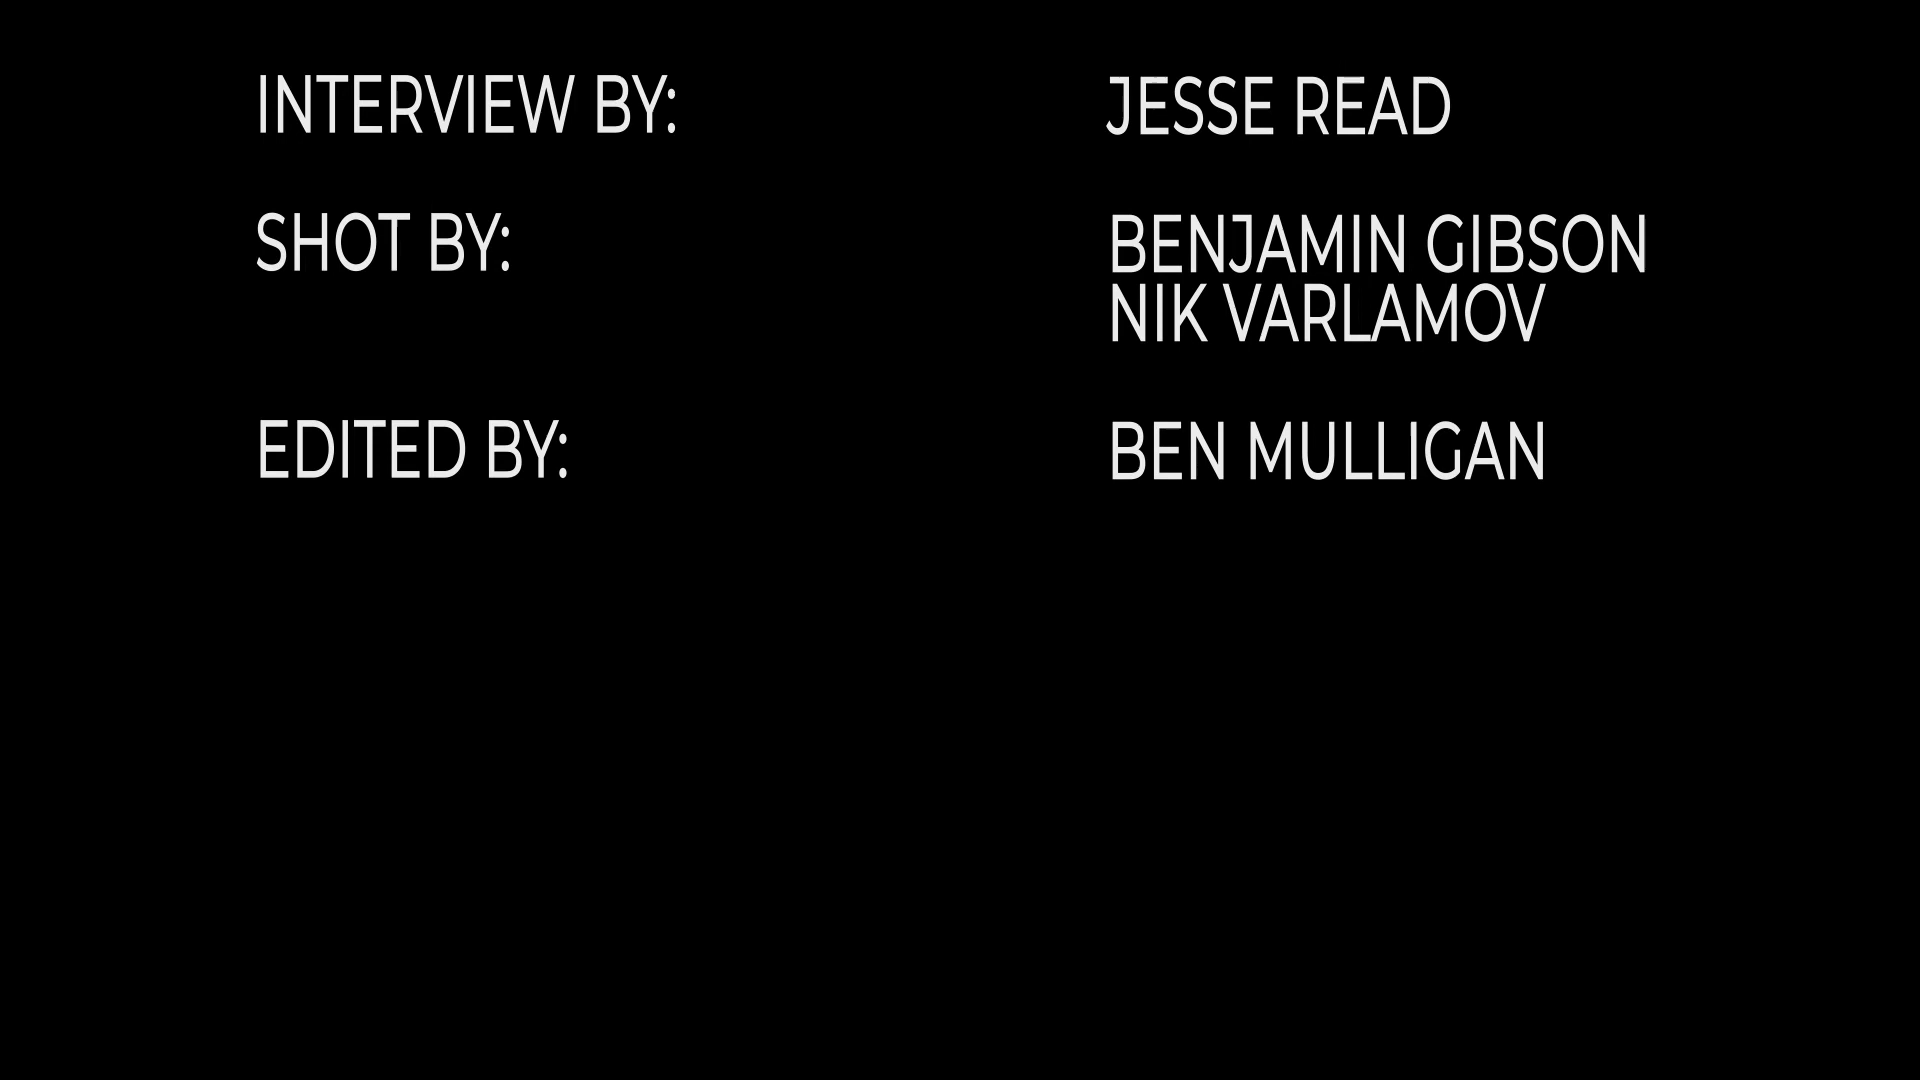 INTERVIEW BY: JESSE READ
SHOT BY: BENJAMIN GIBSON
NIK VARLAMOV
EDITED BY: BEN MULLIGAN